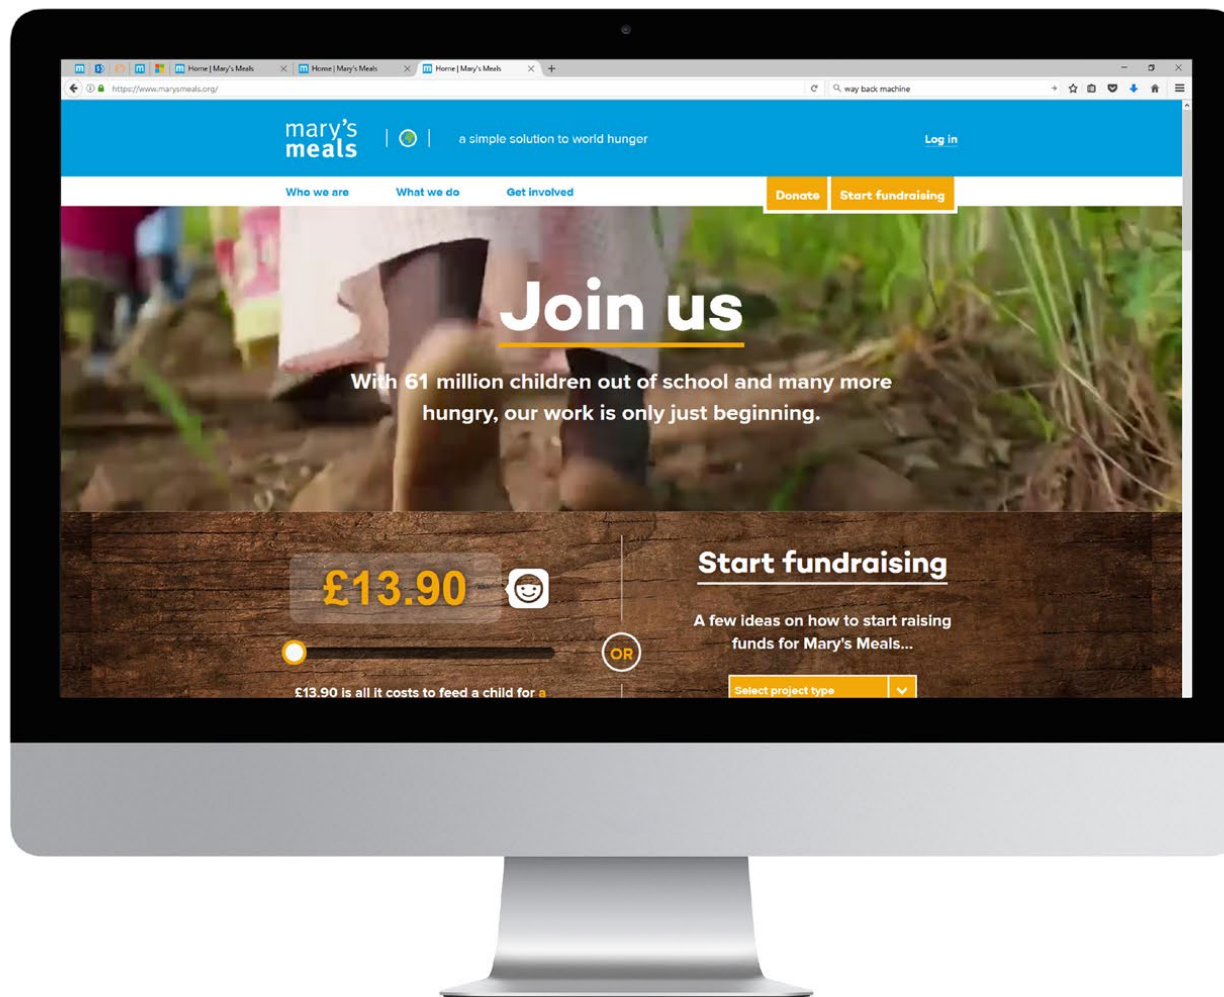 Home | Mary's Meals
Home | Mary's Meals
Home | Mary's Meals
https://www.marysmeals.org/
way back machine
mary's
meals
a simple solution to world hunger
Log in
Who we are
What we do
Get involved
Donate
Start fundraising
Join us
With 61 million children out of school and many more
hungry, our work is only just beginning.
£13.90
£13.90 is all it costs to feed a child for a
OR
Start fundraising
A few ideas on how to start raising
funds for Mary's Meals...
Select project type